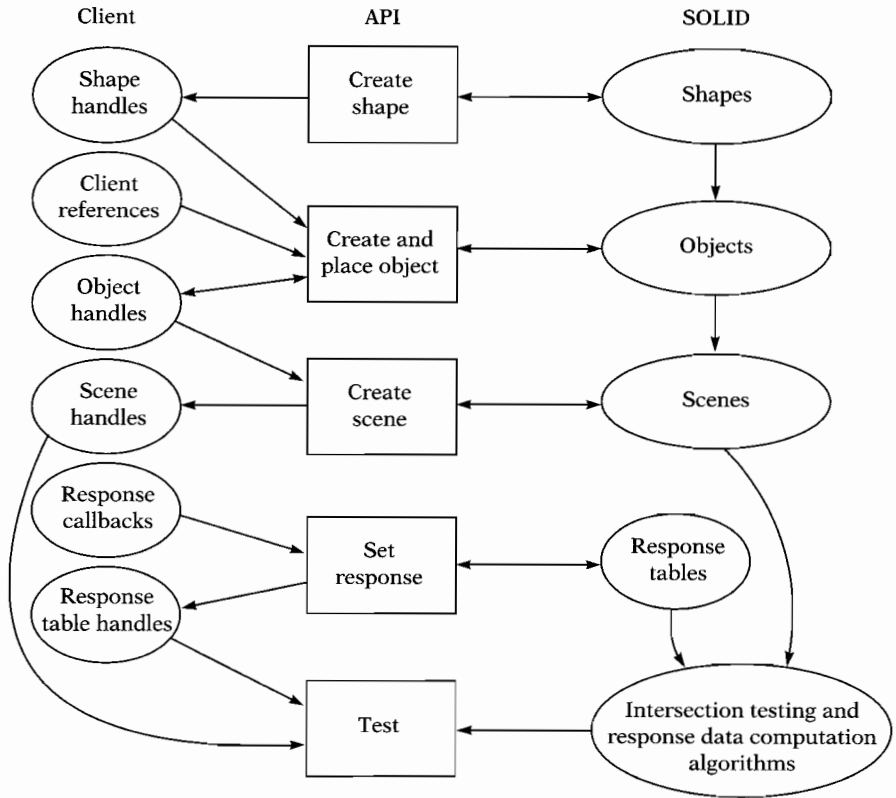 Client
API
SOLID
Shape
handles
Create
shape
Shapes
Client
references
Create and
place object
Objects
Object
handles
Scene
handles
Create
scene
Scenes
Response
callbacks
Set
response
Response
tables
Response
table handles
Test
Intersection testing and
response data computation
algorithms